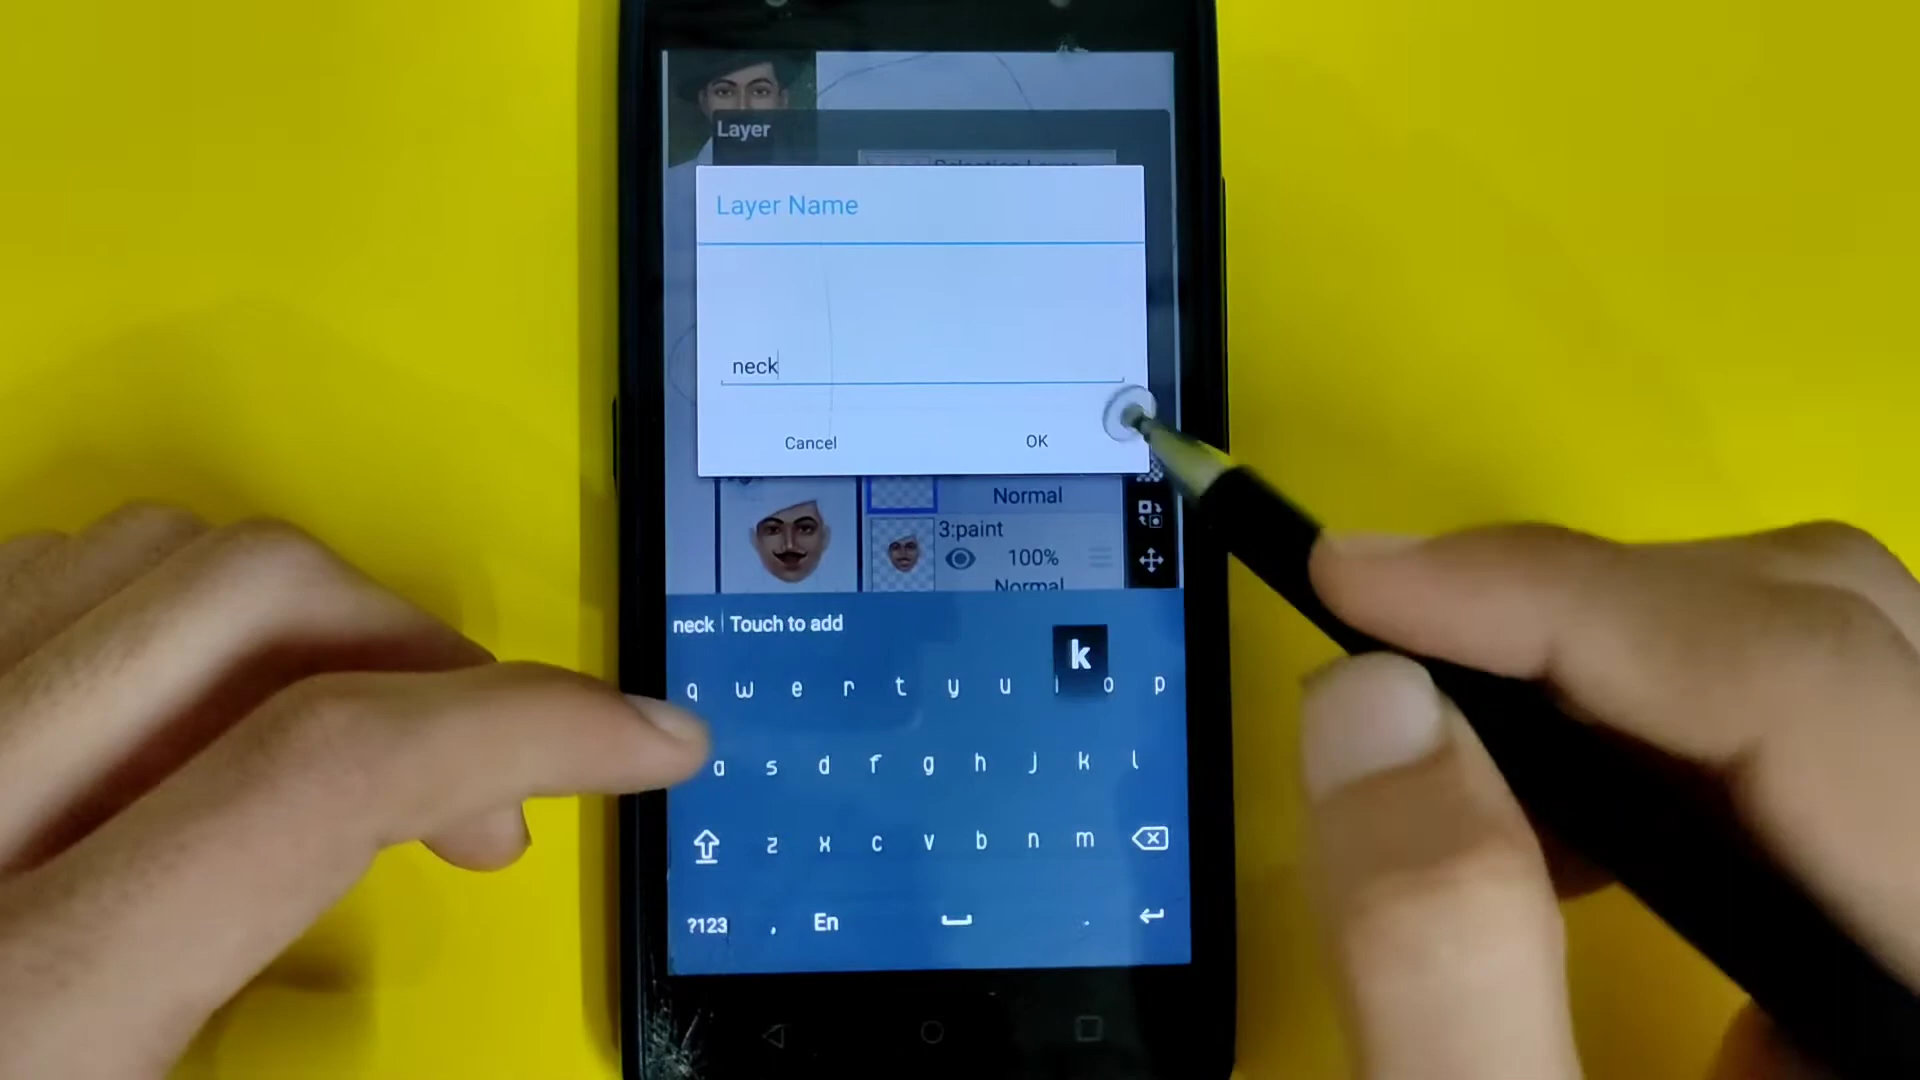 Layer
Layer Name
neck
Cancel OK
Normal
3:paint
100%
Normal
neck Touch to add
k
q w e r t y u i o p
a s d f g h j k l
z x c v b n m
?123 , En .